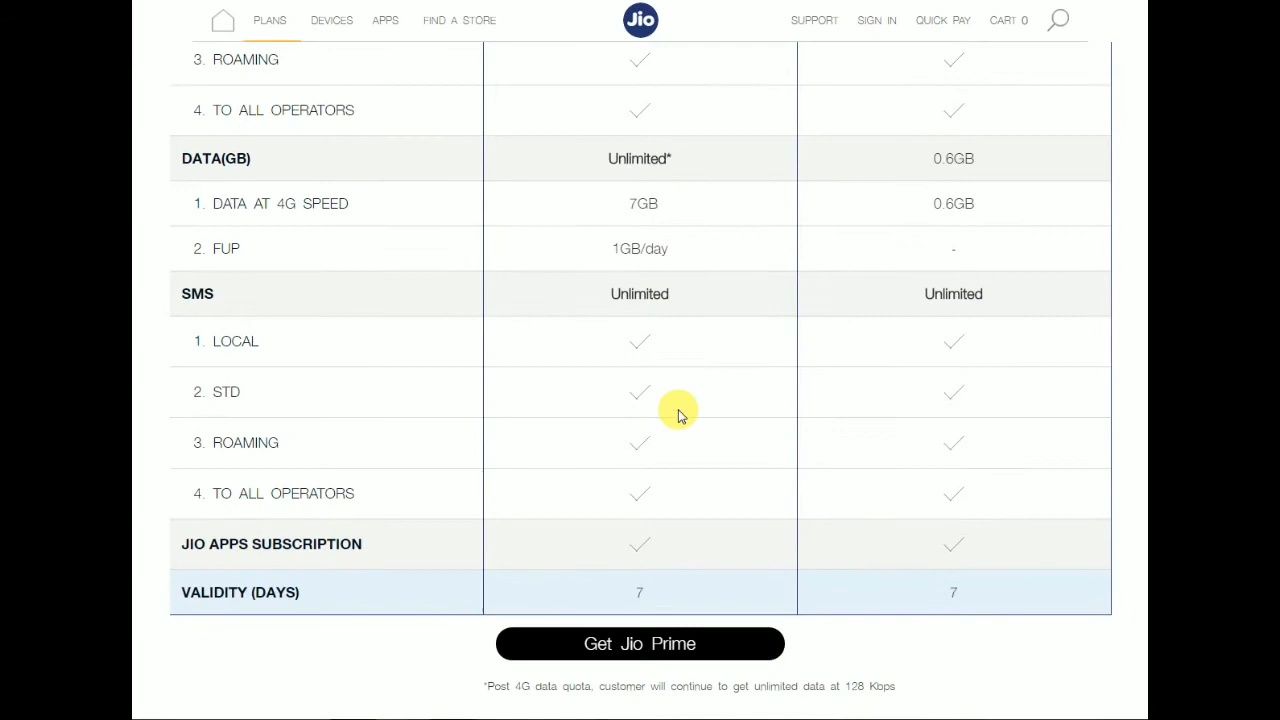 PLANS DEVICES APPS FIND A STORE Jio SUPPORT SIGN IN QUICK PAY CART 0
3. ROAMING
4. TO ALL OPERATORS
DATA(GB) Unlimited* 0.6GB
1. DATA AT 4G SPEED 7GB 0.6GB
2. FUP 1GB/day -
SMS Unlimited Unlimited
1. LOCAL
2. STD
3. ROAMING
4. TO ALL OPERATORS
JIO APPS SUBSCRIPTION
VALIDITY (DAYS) 7 7
Get Jio Prime
*Post 4G data quota, customer will continue to get unlimited data at 128 Kbps